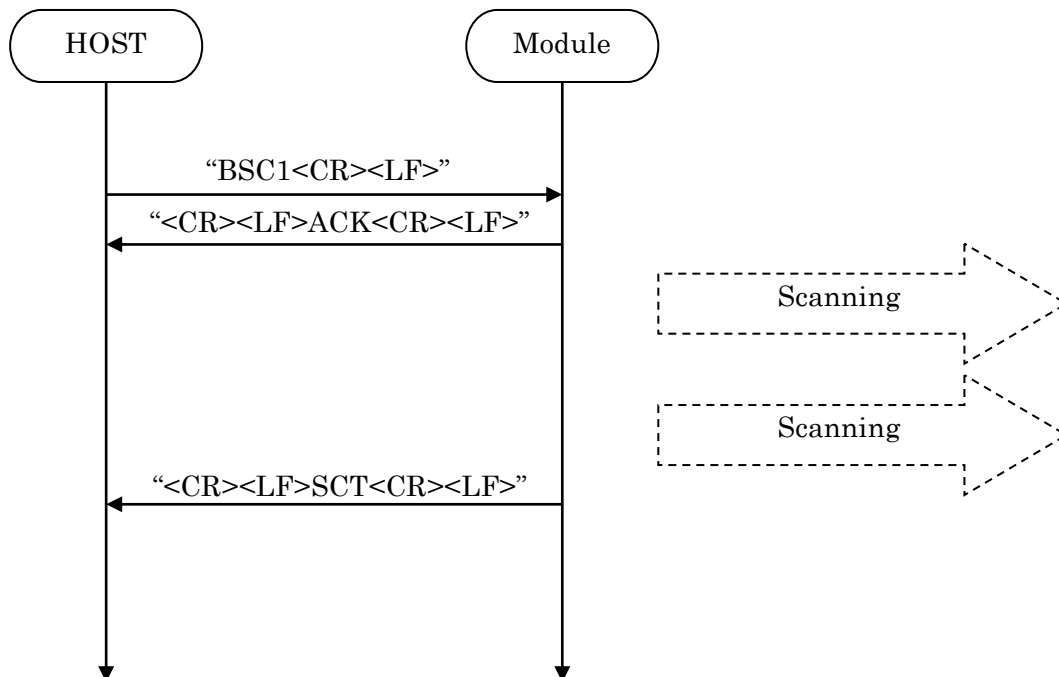 HOST
Module
“BSC1<CR><LF>”
“<CR><LF>ACK<CR><LF>”
Scanning
Scanning
“<CR><LF>SCT<CR><LF>”